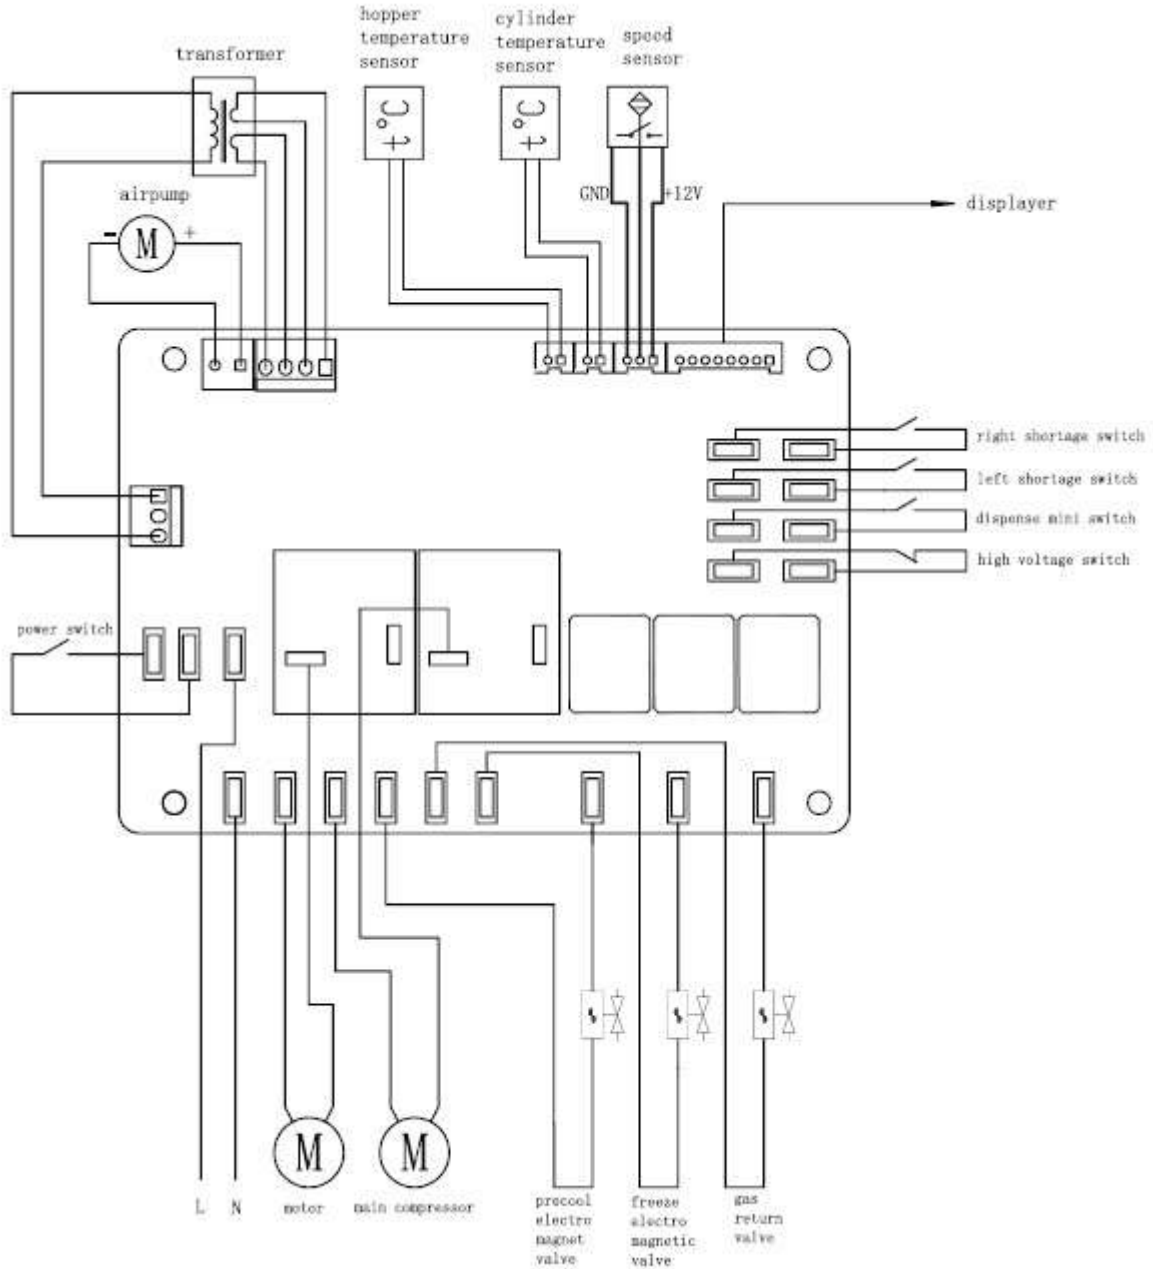 hopper
temperature
sensor
cylinder
temperature
sensor
speed
sensor
transformer
t°C
t°C
GND
+12V
displayer
airpump
-
M
+
right shortage switch
left shortage switch
dispense mini switch
high voltage switch
power switch
M
M
L
N
motor
main compressor
precool
electro
magnet
valve
freeze
electro
magnetic
valve
gas
return
valve